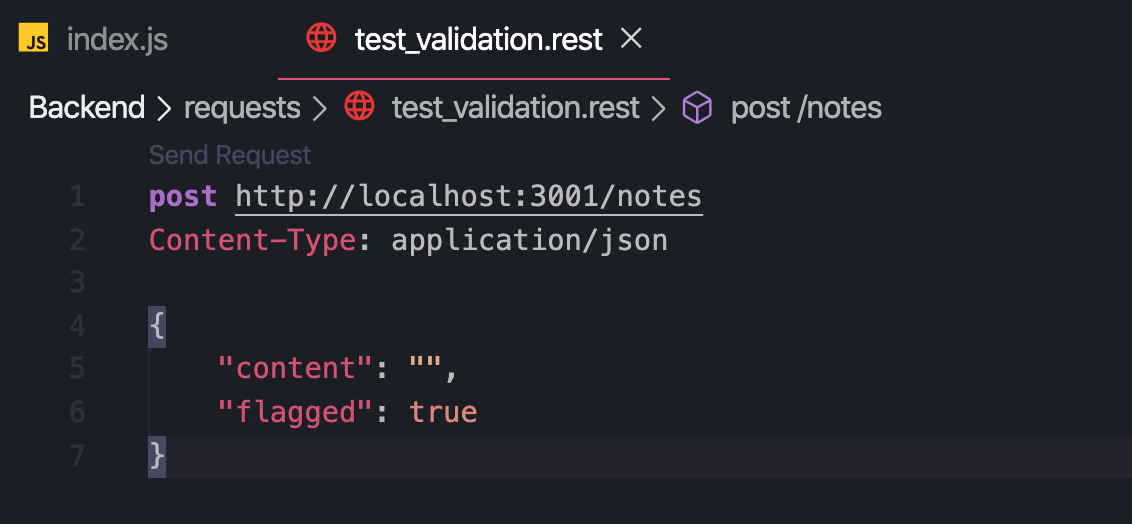 JS index.js test_validation.rest
Backend > requests > test_validation.rest > post /notes
Send Request
1 post http://localhost:3001/notes
2 Content-Type: application/json
3
4 {
5 "content": "",
6 "flagged": true
7 }